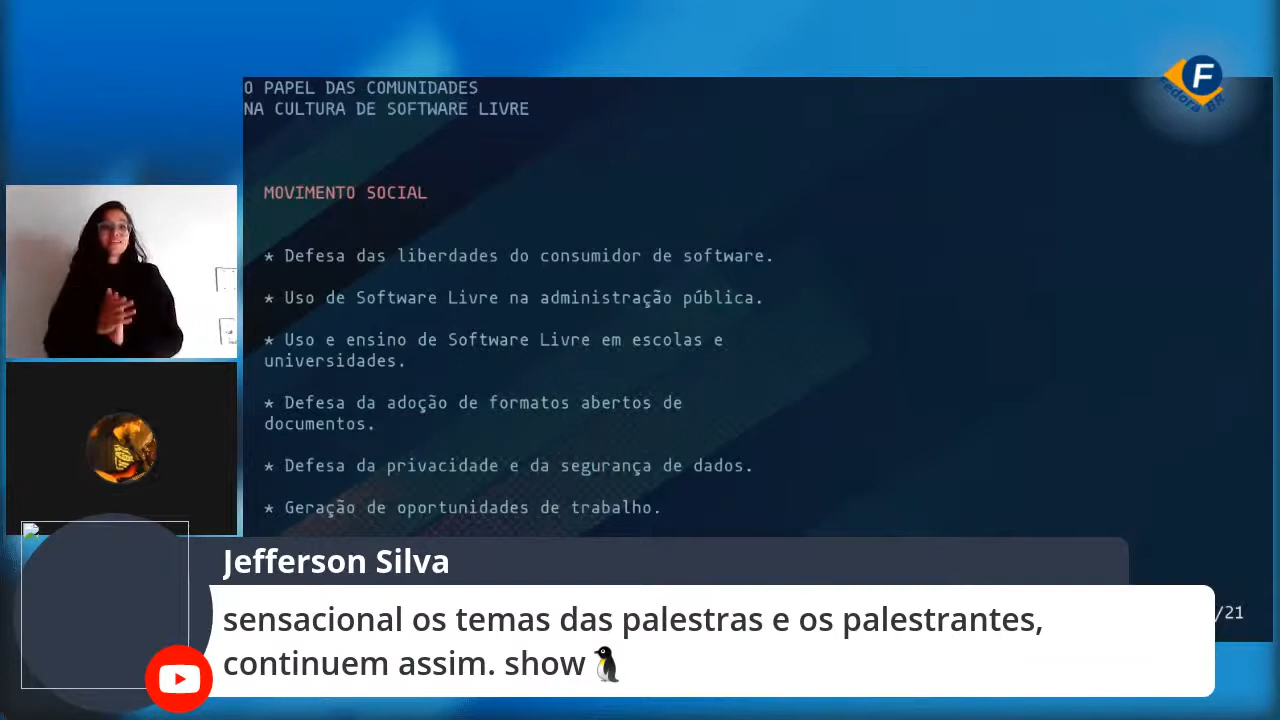 O PAPEL DAS COMUNIDADES
NA CULTURA DE SOFTWARE LIVRE
F
Fedora BR
MOVIMENTO SOCIAL
* Defesa das liberdades do consumidor de software.
* Uso de Software Livre na administração pública.
* Uso e ensino de Software Livre em escolas e
universidades.
* Defesa da adoção de formatos abertos de
documentos.
* Defesa da privacidade e da segurança de dados.
* Geração de oportunidades de trabalho.
Jefferson Silva
sensacional os temas das palestras e os palestrantes,
continuem assim. show🐧
/21